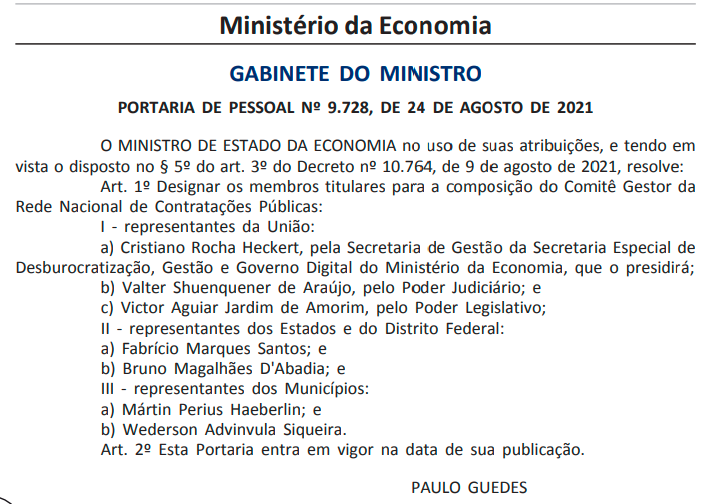 Ministério da Economia
GABINETE DO MINISTRO
PORTARIA DE PESSOAL Nº 9.728, DE 24 DE AGOSTO DE 2021
O MINISTRO DE ESTADO DA ECONOMIA no uso de suas atribuições, e tendo em
vista o disposto no § 5º do art. 3º do Decreto nº 10.764, de 9 de agosto de 2021, resolve:
Art. 1º Designar os membros titulares para a composição do Comitê Gestor da
Rede Nacional de Contratações Públicas:
I - representantes da União:
a) Cristiano Rocha Heckert, pela Secretaria de Gestão da Secretaria Especial de
Desburocratização, Gestão e Governo Digital do Ministério da Economia, que o presidirá;
b) Valter Shuenquener de Araújo, pelo Poder Judiciário; e
c) Victor Aguiar Jardim de Amorim, pelo Poder Legislativo;
II - representantes dos Estados e do Distrito Federal:
a) Fabrício Marques Santos; e
b) Bruno Magalhães D'Abadia; e
III - representantes dos Municípios:
a) Mártin Perius Haeberlin; e
b) Wederson Advinvula Siqueira.
Art. 2º Esta Portaria entra em vigor na data de sua publicação.
PAULO GUEDES